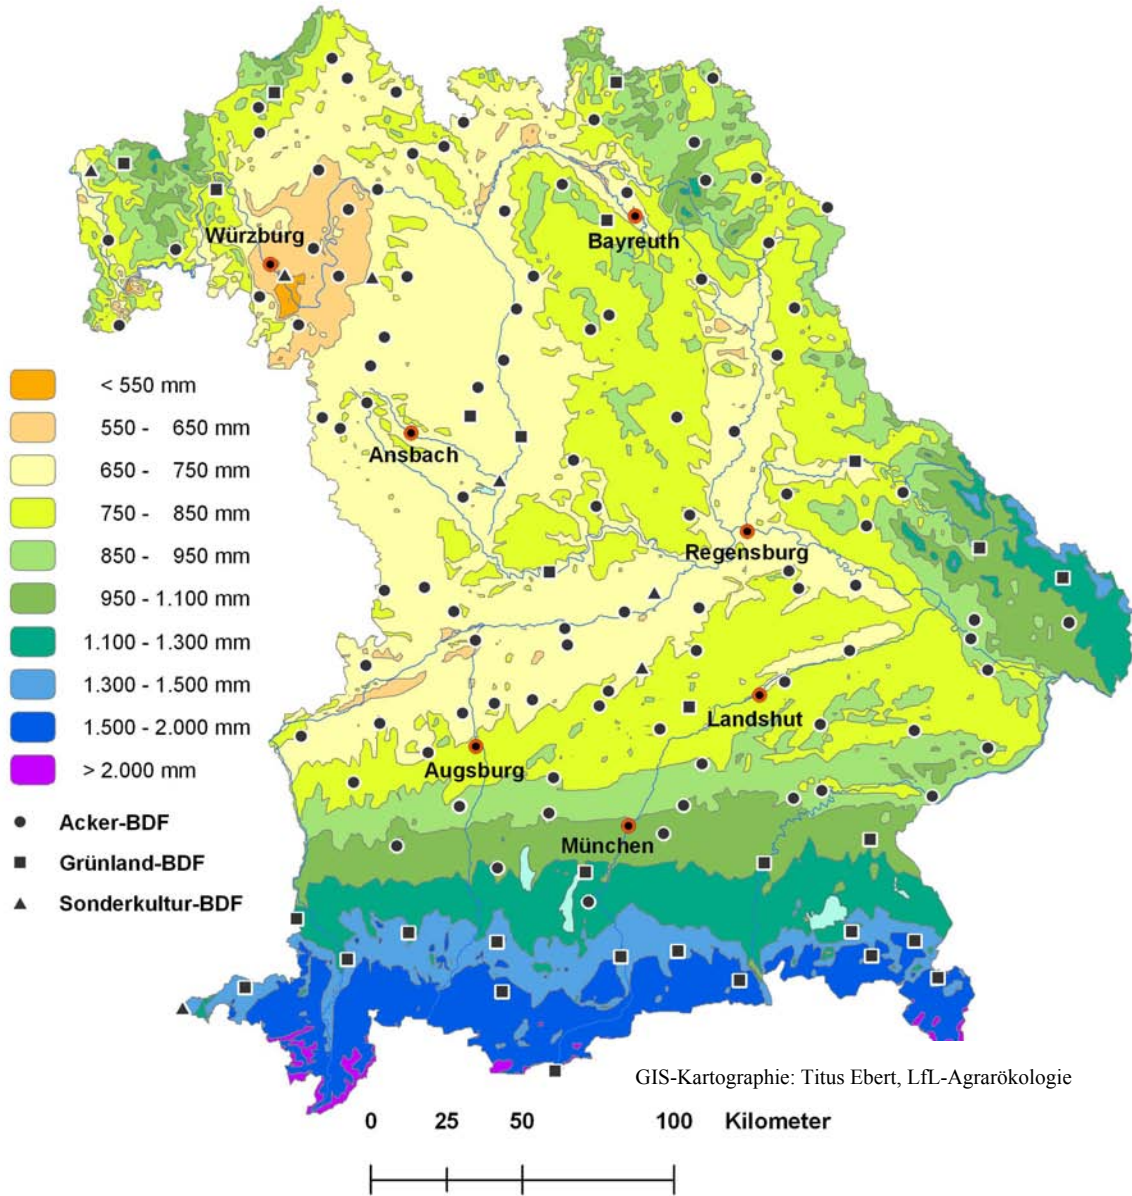 Würzburg
Bayreuth
Ansbach
Regensburg
Landshut
Augsburg
München
< 550 mm
550 - 650 mm
650 - 750 mm
750 - 850 mm
850 - 950 mm
950 - 1.100 mm
1.100 - 1.300 mm
1.300 - 1.500 mm
1.500 - 2.000 mm
> 2.000 mm
Acker-BDF
Grünland-BDF
Sonderkultur-BDF
GIS-Kartographie: Titus Ebert, LfL-Agrarökologie
0 25 50 100 Kilometer